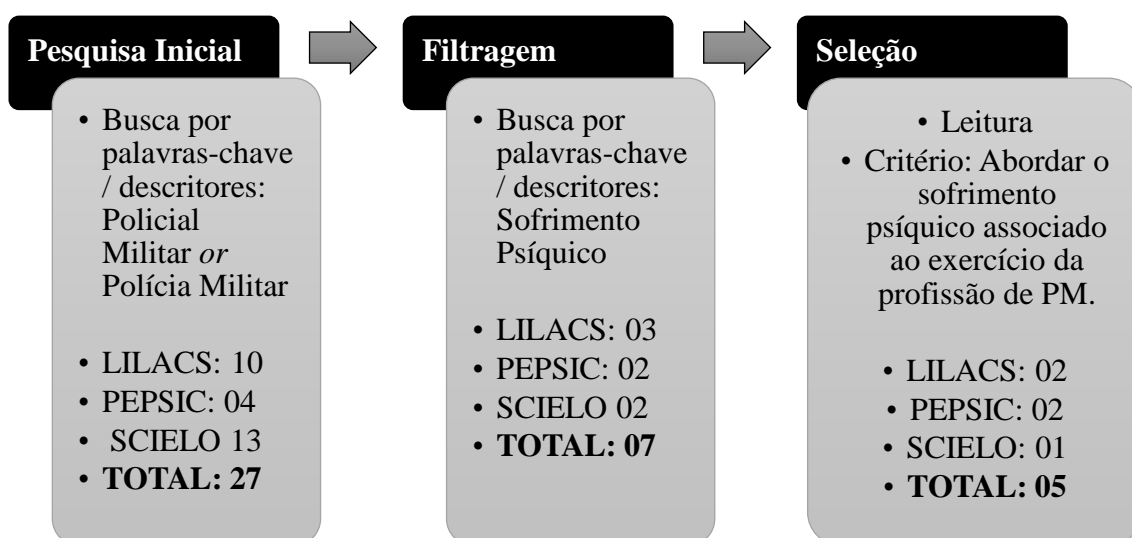 Pesquisa Inicial
• Busca por
palavras-chave
/ descritores:
Policial
Militar or
Polícia Militar
• LILACS: 10
• PEPSIC: 04
• SCIELO 13
• TOTAL: 27
Filtragem
• Busca por
palavras-chave
/ descritores:
Sofrimento
Psíquico
• LILACS: 03
• PEPSIC: 02
• SCIELO 02
• TOTAL: 07
Seleção
• Leitura
• Critério: Abordar o
sofrimento
psíquico associado
ao exercício da
profissão de PM.
• LILACS: 02
• PEPSIC: 02
• SCIELO: 01
• TOTAL: 05